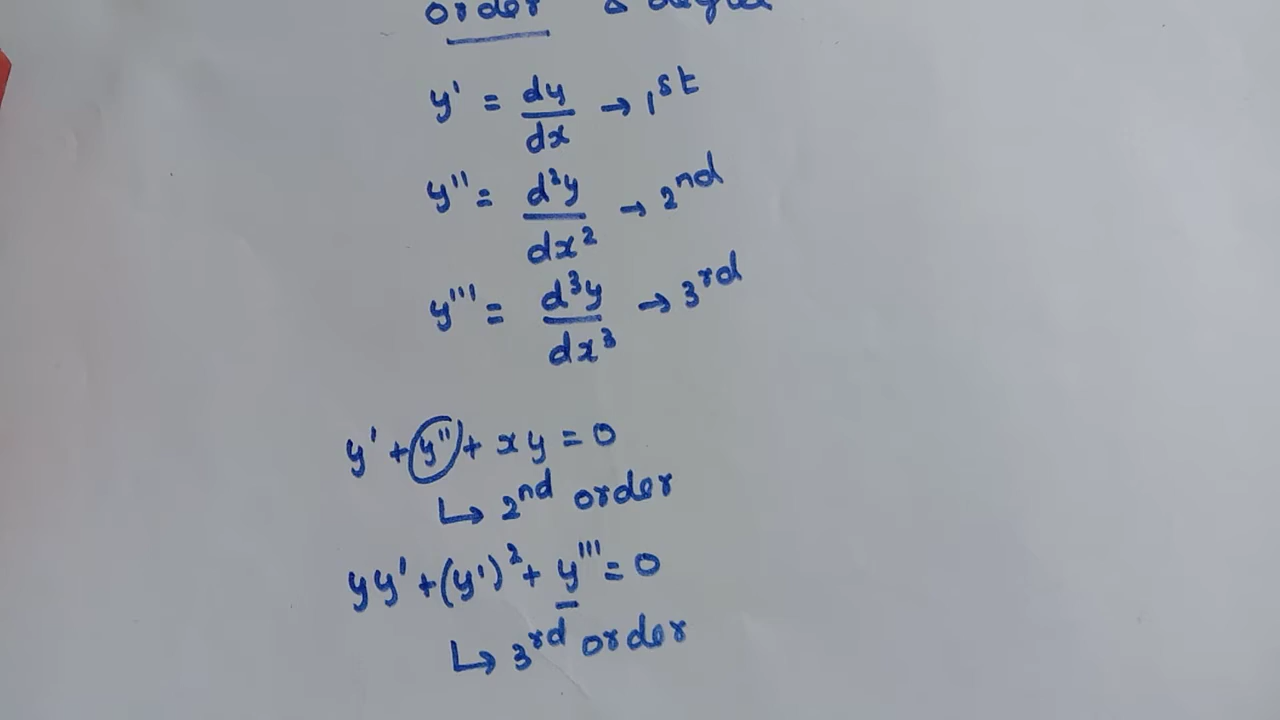 order & degree
y' = dy/dx → 1st
y'' = d²y/dx² → 2nd
y''' = d³y/dx³ → 3rd
y' + y'' + xy = 0
↳ 2nd order
yy' + (y')² + y''' = 0
↳ 3rd order